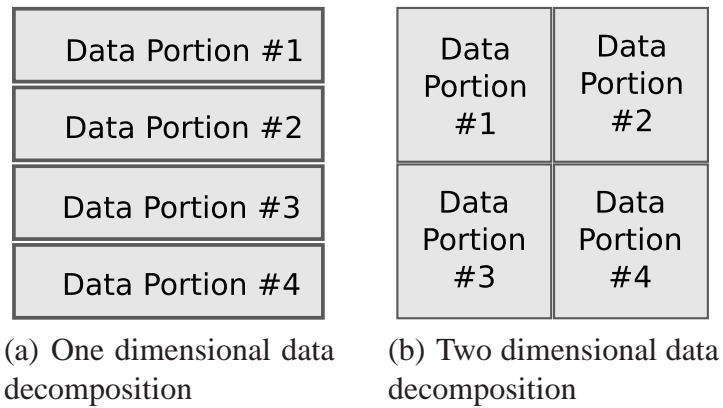 Data Portion #1
Data Portion #2
Data Portion #3
Data Portion #4
(a) One dimensional data
decomposition
Data
Portion
#1
Data
Portion
#2
Data
Portion
#3
Data
Portion
#4
(b) Two dimensional data
decomposition